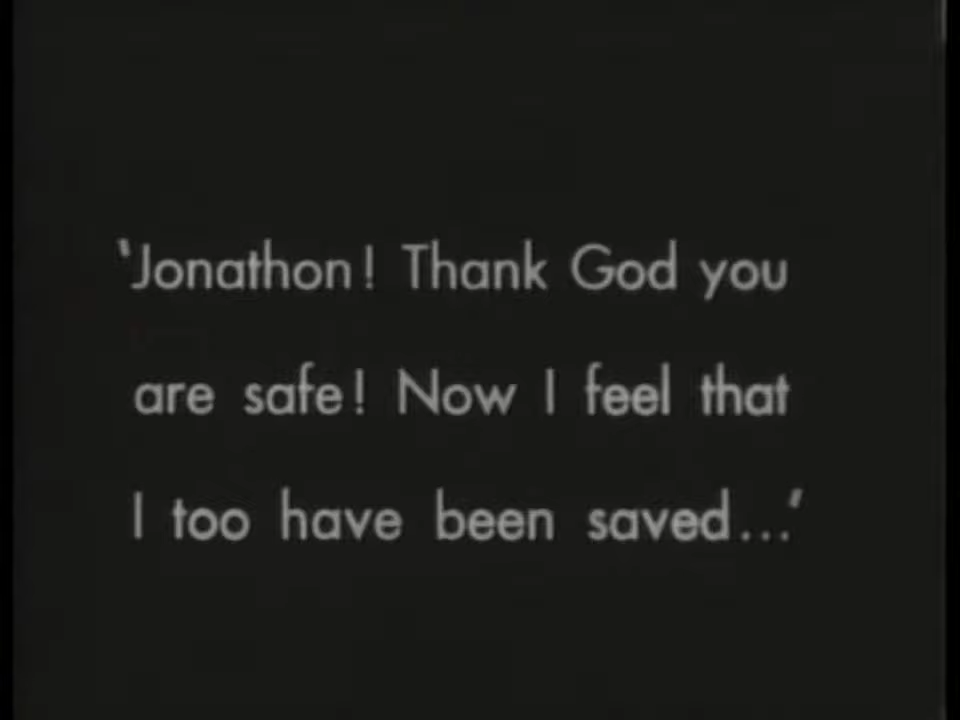 ‘Jonathon! Thank God you
are safe! Now I feel that
I too have been saved...’